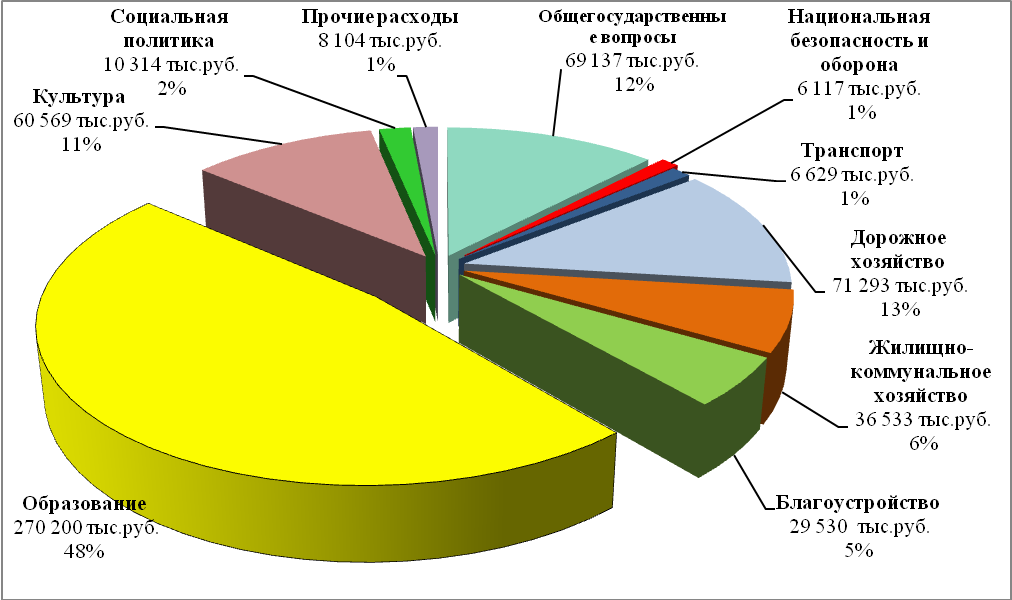 Социальная
политика
10 314 тыс.руб.
2%
Прочие расходы
8 104 тыс.руб.
1%
Общегосударственны
е вопросы
69 137 тыс.руб.
12%
Национальная
безопасность и
оборона
6 117 тыс.руб.
1%
Культура
60 569 тыс.руб.
11%
Транспорт
6 629 тыс.руб.
1%
Дорожное
хозяйство
71 293 тыс.руб.
13%
Жилищно-
коммунальное
хозяйство
36 533 тыс.руб.
6%
Образование
270 200 тыс.руб.
48%
Благоустройство
29 530 тыс.руб.
5%